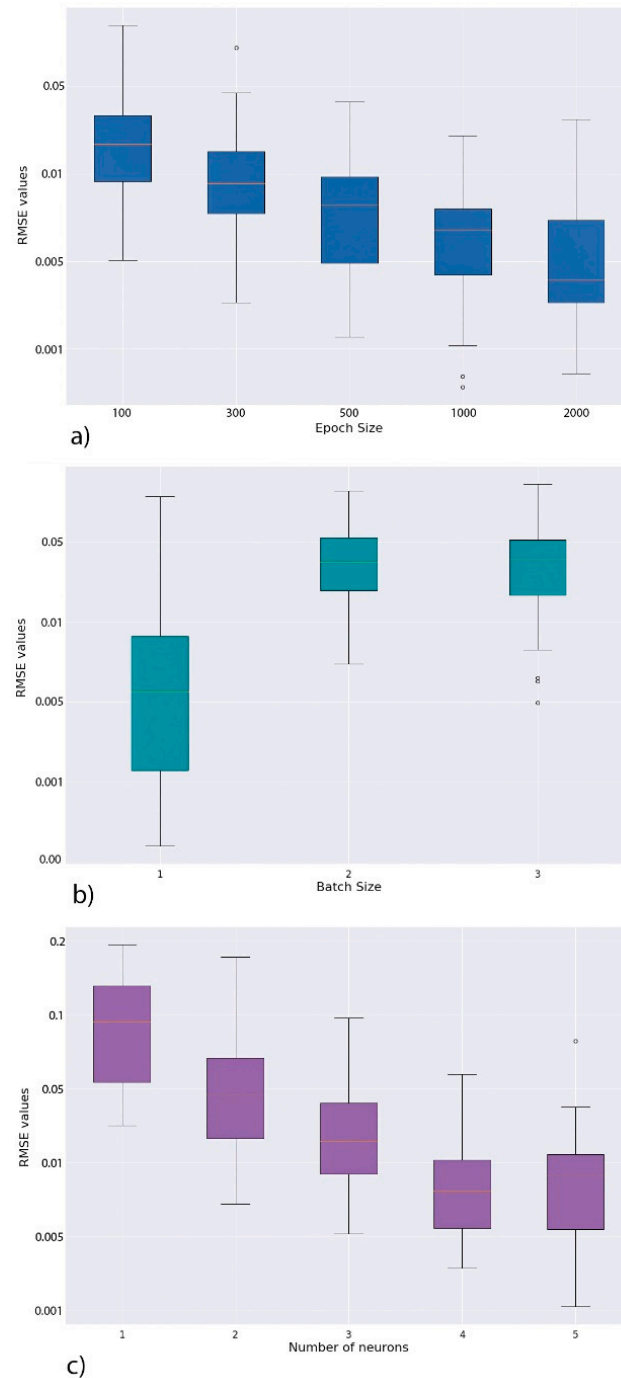 0.05
0.01
0.005
0.001
RMSE values
100 300 500 1000 2000
Epoch Size
a)
0.05
0.01
0.005
0.001
0.00
RMSE values
1 2 3
Batch Size
b)
0.2
0.1
0.05
0.01
0.005
0.001
RMSE values
1 2 3 4 5
Number of neurons
c)